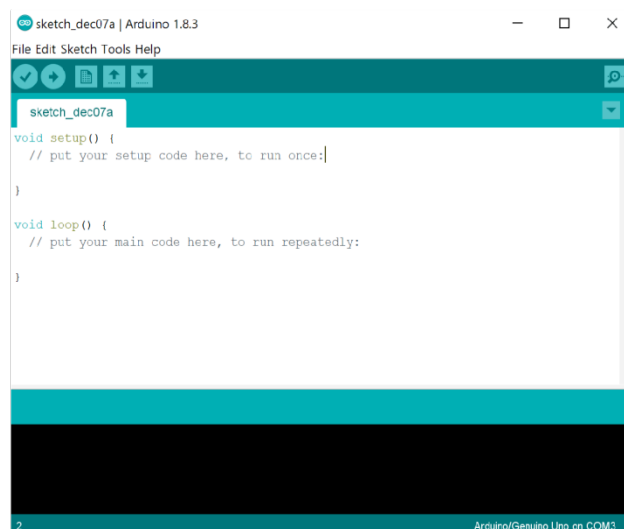 sketch_dec07a | Arduino 1.8.3
File Edit Sketch Tools Help
sketch_dec07a
void setup() {
  // put your setup code here, to run once:
}
void loop() {
  // put your main code here, to run repeatedly:
}
2
Arduino/Genuino Uno on COM3